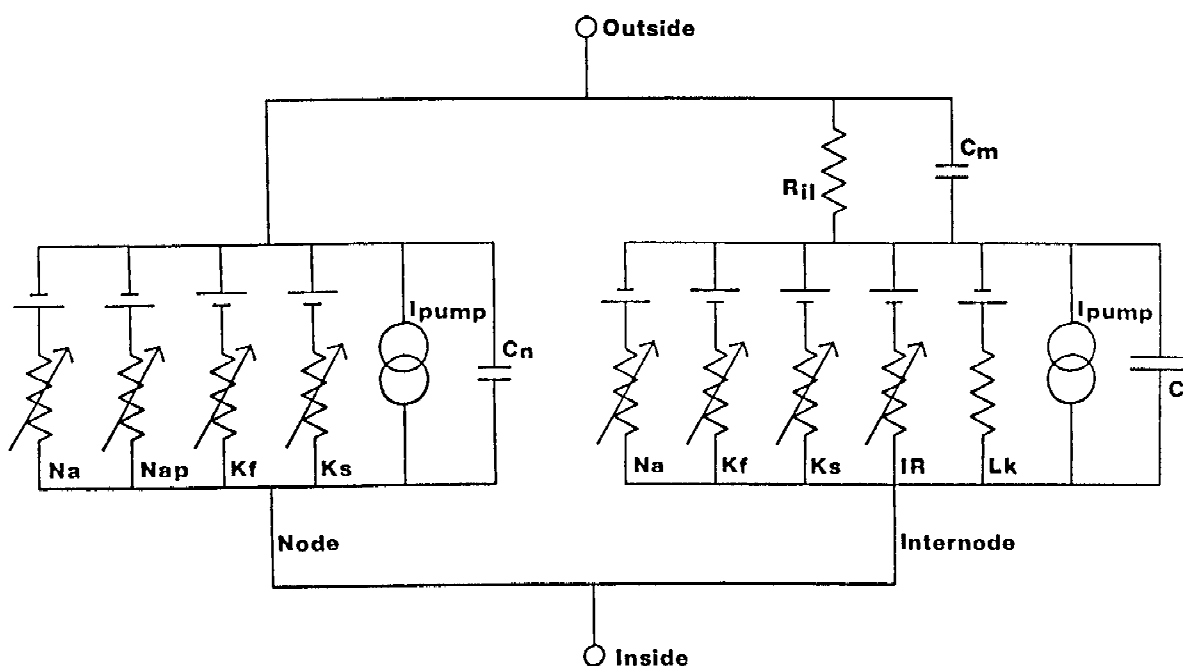 Outside
Cm
Ril
Ipump
Cn
Ipump
C
Na
Nap
Kf
Ks
Na
Kf
Ks
IR
Lk
Node
Internode
Inside